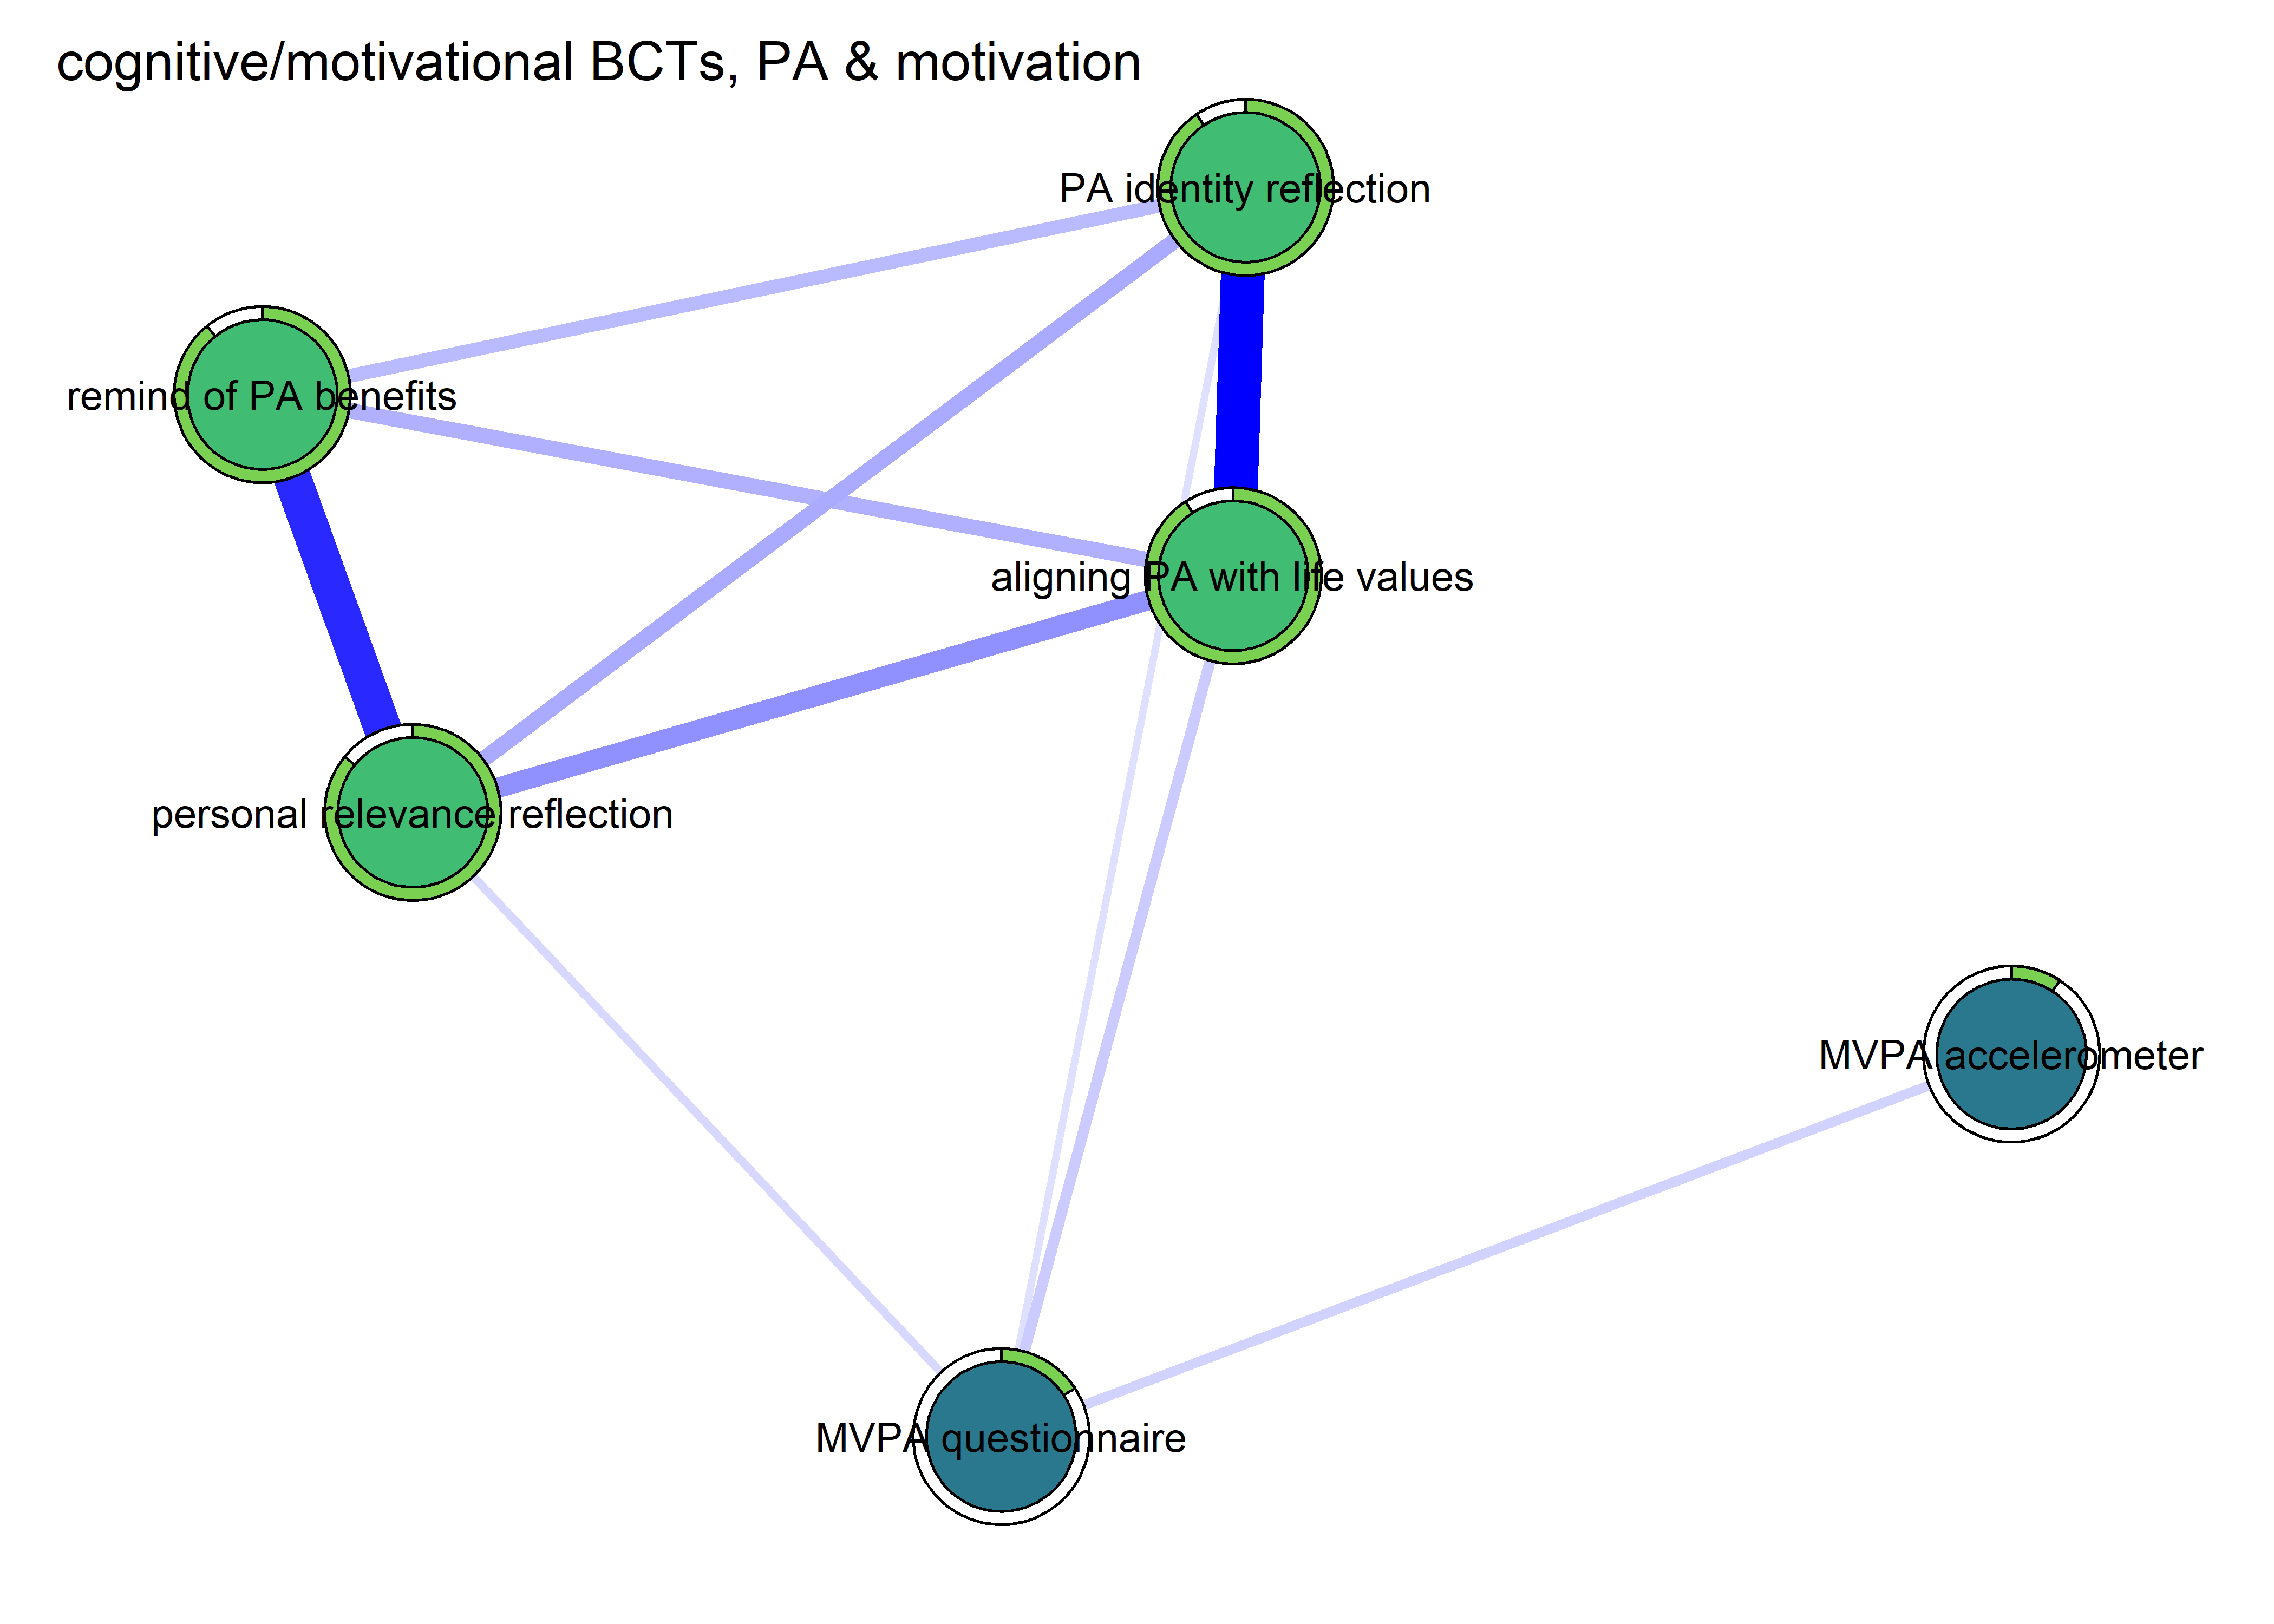 cognitive/motivational BCTs, PA & motivation
PA identity reflection
remind of PA benefits
aligning PA with life values
personal relevance reflection
MVPA accelerometer
MVPA questionnaire